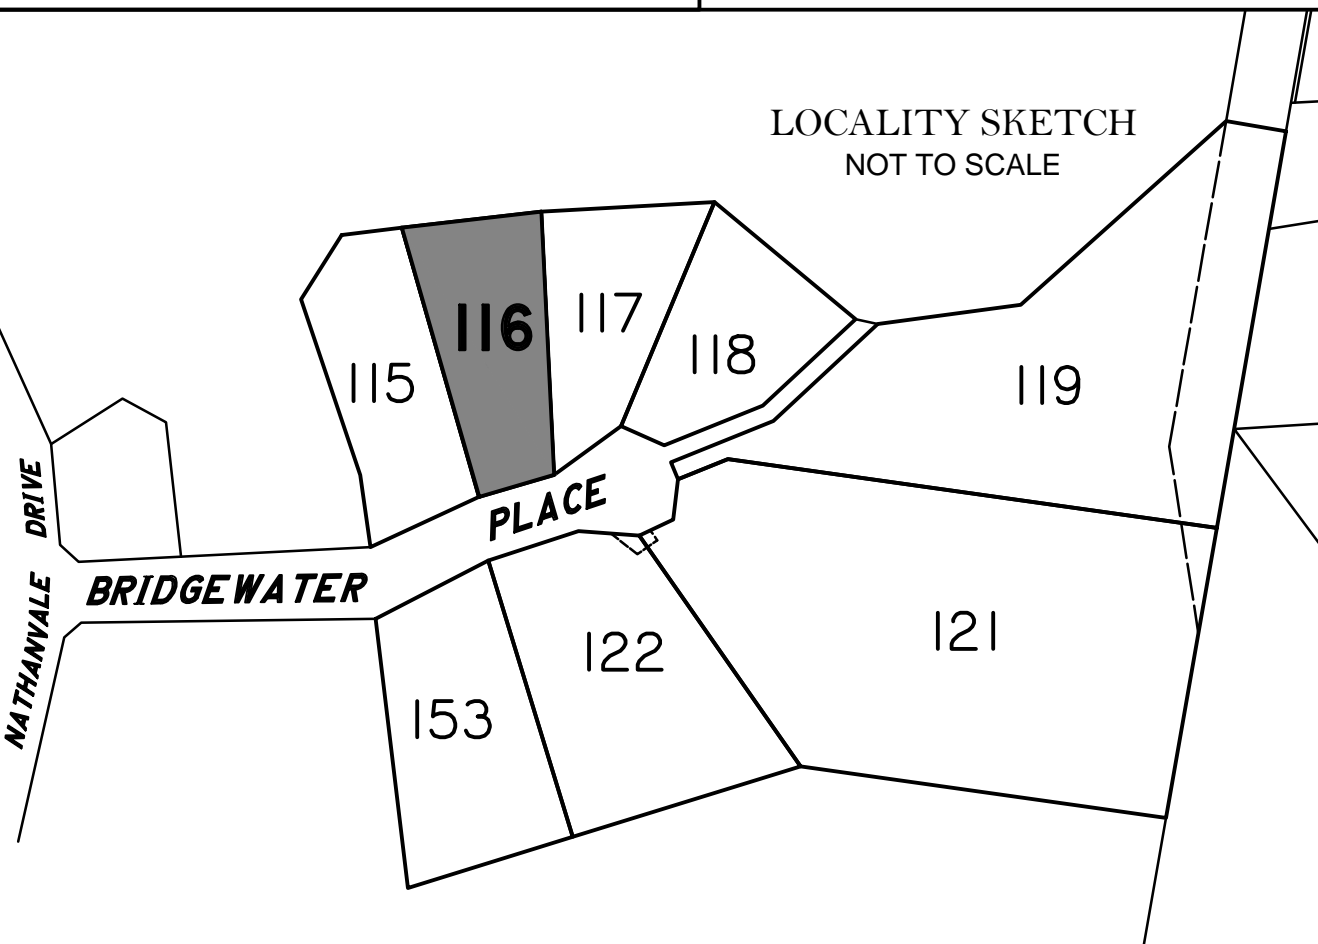 LOCALITY SKETCH
NOT TO SCALE
116
117
118
115
119
DRIVE
PLACE
BRIDGEWATER
NATHANVALE
121
122
153